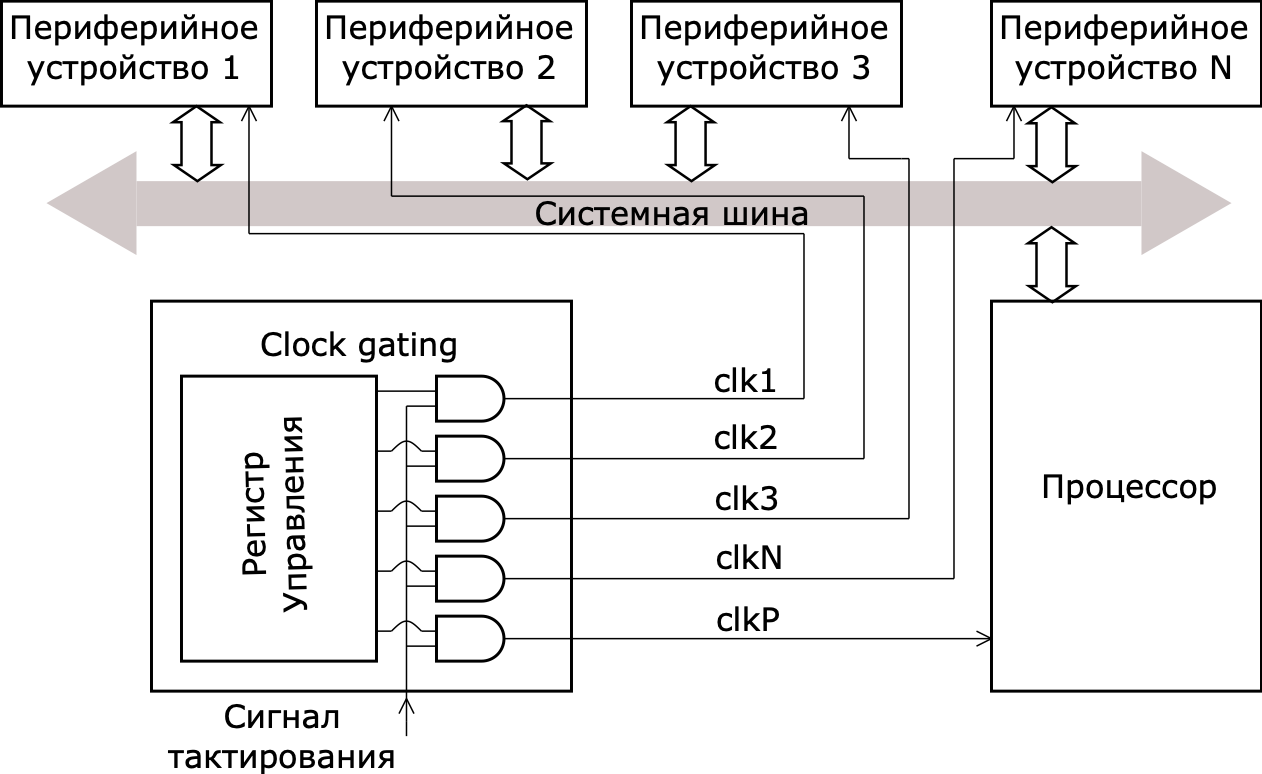 Периферийное
устройство 1
Периферийное
устройство 2
Периферийное
устройство 3
Периферийное
устройство N
Системная шина
Clock gating
Регистр
Управления
clk1
clk2
clk3
clkN
clkP
Процессор
Сигнал
тактирования